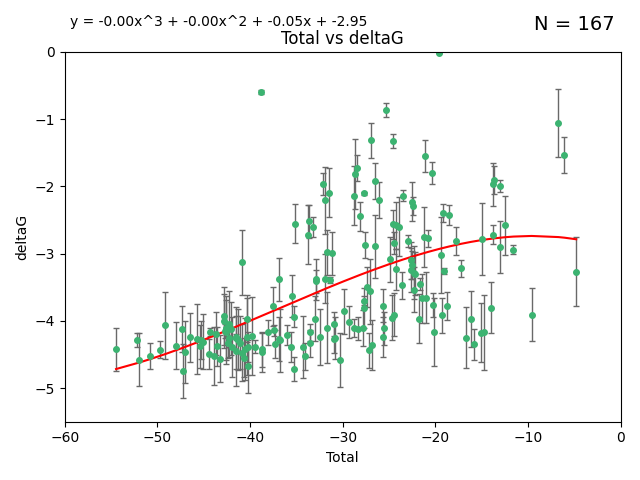 y = -0.00x^3 + -0.00x^2 + -0.05x + -2.95
N = 167
Total vs deltaG
0
−1
−2
−3
−4
−5
deltaG
−60 −50 −40 −30 −20 −10 0
Total